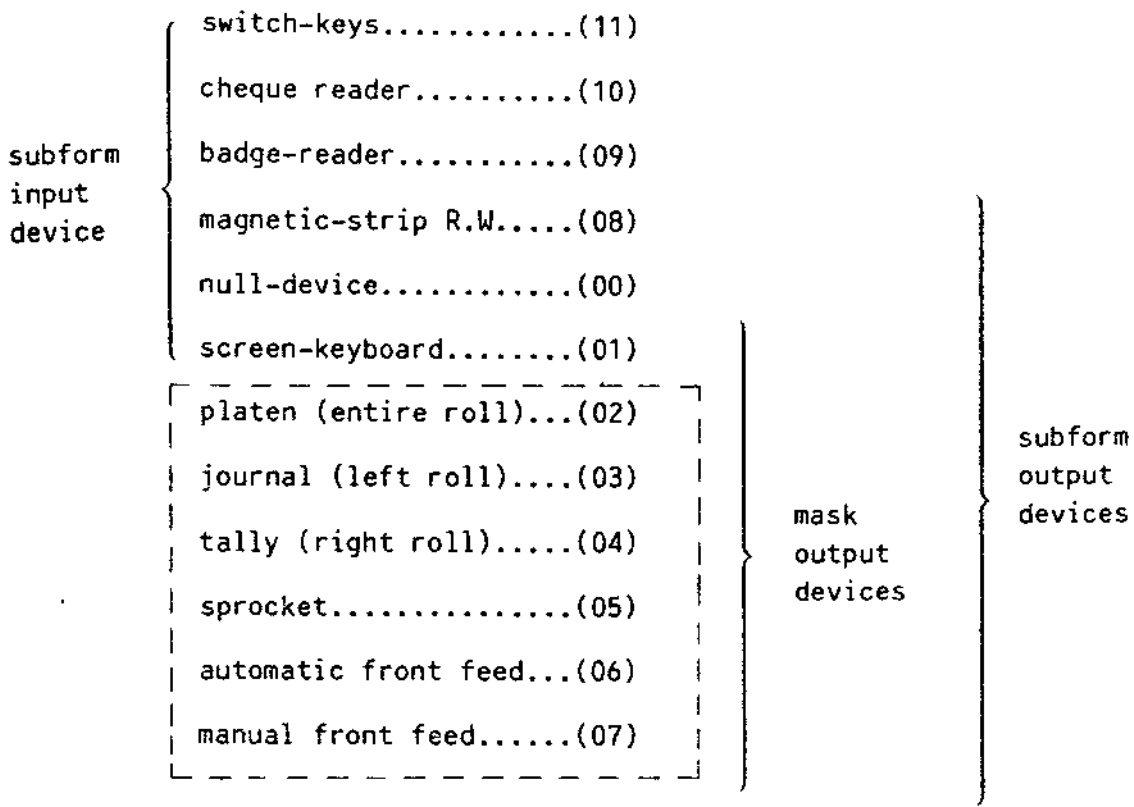 switch-keys............(11)
cheque reader..........(10)
badge-reader...........(09)
magnetic-strip R.W.....(08)
null-device............(00)
screen-keyboard........(01)
platen (entire roll)...(02)
journal (left roll)....(03)
tally (right roll).....(04)
sprocket...............(05)
automatic front feed...(06)
manual front feed......(07)
subform
input
device
mask
output
devices
subform
output
devices